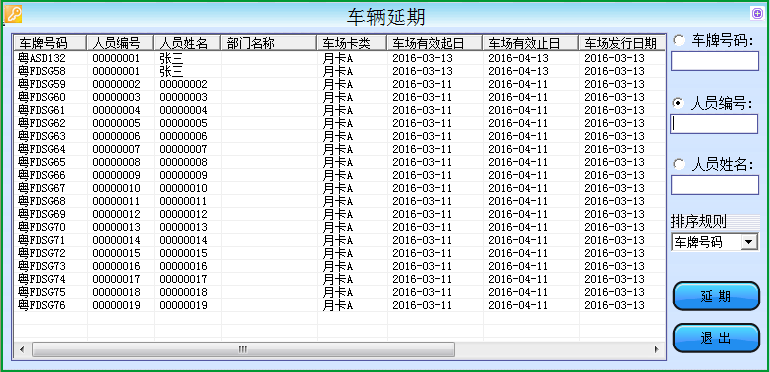 车辆延期
车牌号码 人员编号 人员姓名 部门名称 车场卡类 车场有效起日 车场有效止日 车场发行日期
粤ASD132 00000001 张三 月卡A 2016-03-13 2016-04-13 2016-03-13
粤FDSG58 00000001 张三 月卡A 2016-03-13 2016-04-13 2016-03-13
粤FDSG59 00000002 00000002 月卡A 2016-03-11 2016-04-11 2016-03-13
粤FDSG60 00000003 00000003 月卡A 2016-03-11 2016-04-11 2016-03-13
粤FDSG61 00000004 00000004 月卡A 2016-03-11 2016-04-11 2016-03-13
粤FDSG62 00000005 00000005 月卡A 2016-03-11 2016-04-11 2016-03-13
粤FDSG63 00000006 00000006 月卡A 2016-03-11 2016-04-11 2016-03-13
粤FDSG64 00000007 00000007 月卡A 2016-03-11 2016-04-11 2016-03-13
粤FDSG65 00000008 00000008 月卡A 2016-03-11 2016-04-11 2016-03-13
粤FDSG66 00000009 00000009 月卡A 2016-03-11 2016-04-11 2016-03-13
粤FDSG67 00000010 00000010 月卡A 2016-03-11 2016-04-11 2016-03-13
粤FDSG68 00000011 00000011 月卡A 2016-03-11 2016-04-11 2016-03-13
粤FDSG69 00000012 00000012 月卡A 2016-03-11 2016-04-11 2016-03-13
粤FDSG70 00000013 00000013 月卡A 2016-03-11 2016-04-11 2016-03-13
粤FDSG71 00000014 00000014 月卡A 2016-03-11 2016-04-11 2016-03-13
粤FDSG72 00000015 00000015 月卡A 2016-03-11 2016-04-11 2016-03-13
粤FDSG73 00000016 00000016 月卡A 2016-03-11 2016-04-11 2016-03-13
粤FDSG74 00000017 00000017 月卡A 2016-03-11 2016-04-11 2016-03-13
粤FDSG75 00000018 00000018 月卡A 2016-03-11 2016-04-11 2016-03-13
粤FDSG76 00000019 00000019 月卡A 2016-03-11 2016-04-11 2016-03-13
车牌号码:
人员编号:
人员姓名:
排序规则
车牌号码
延 期
退 出